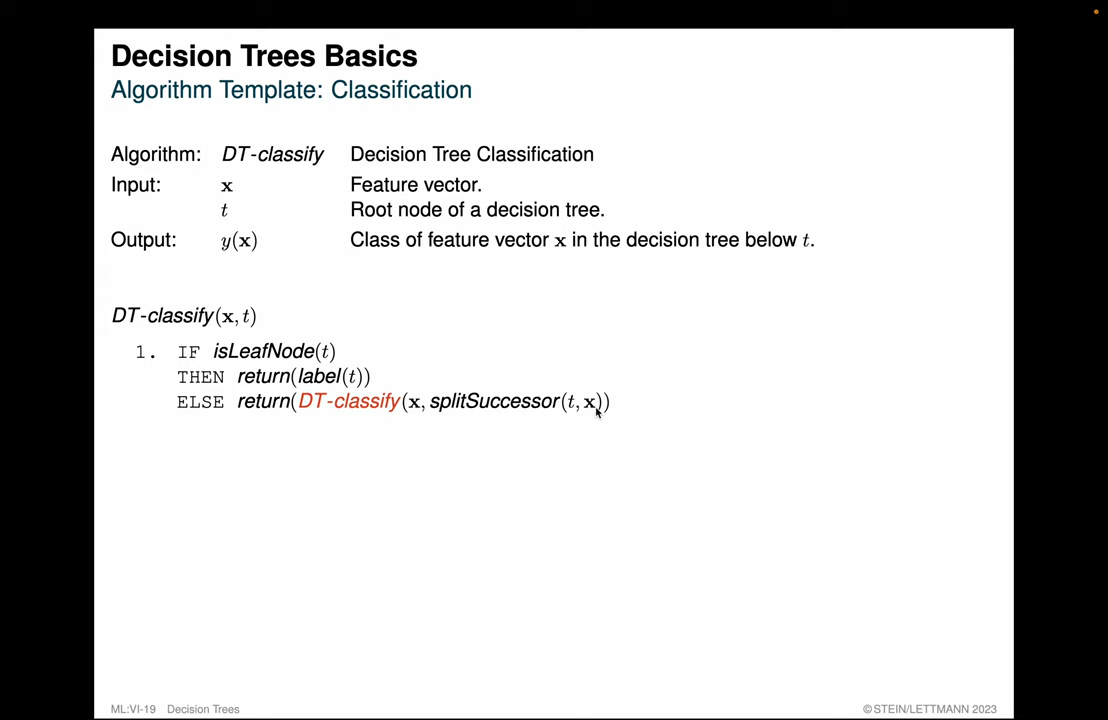 Decision Trees Basics
Algorithm Template: Classification
Algorithm: DT-classify Decision Tree Classification
Input: x Feature vector.
t Root node of a decision tree.
Output: y(x) Class of feature vector x in the decision tree below t.
DT-classify(x, t)
1. IF isLeafNode(t)
THEN return(label(t))
ELSE return(DT-classify(x, splitSuccessor(t, x))
ML:VI-19 Decision Trees
©STEIN/LETTMANN 2023